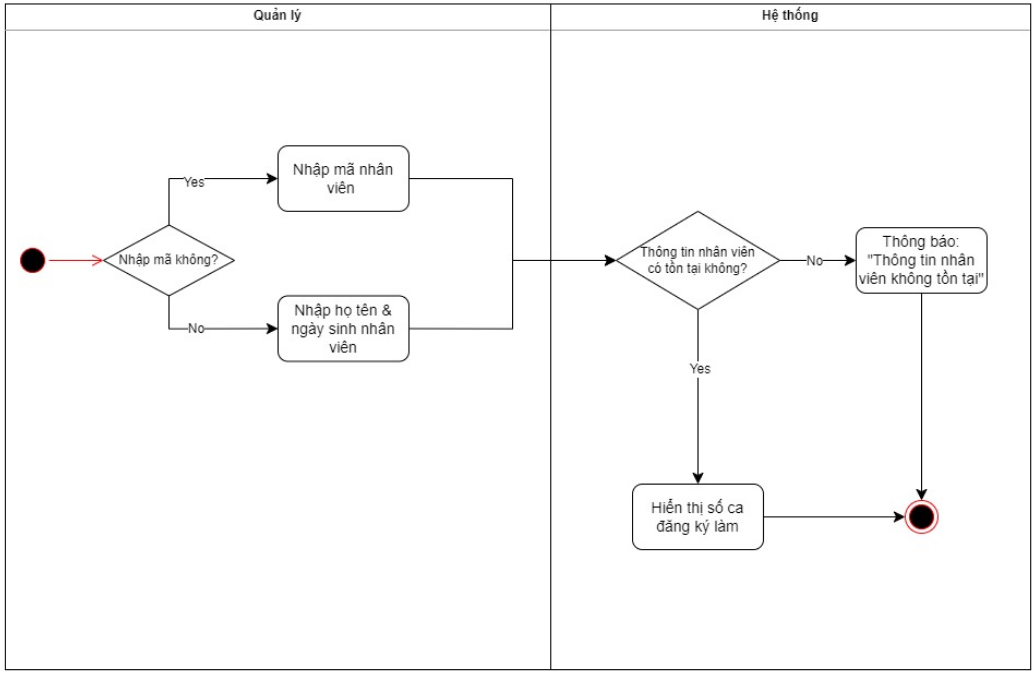 Quản lý
Hệ thống
Yes
Nhập mã nhân
viên
Nhập mã không?
No
Nhập họ tên &
ngày sinh nhân
viên
Thông tin nhân viên
có tồn tại không?
No
Thông báo:
"Thông tin nhân
viên không tồn tại"
Yes
Hiển thị số ca
đăng ký làm